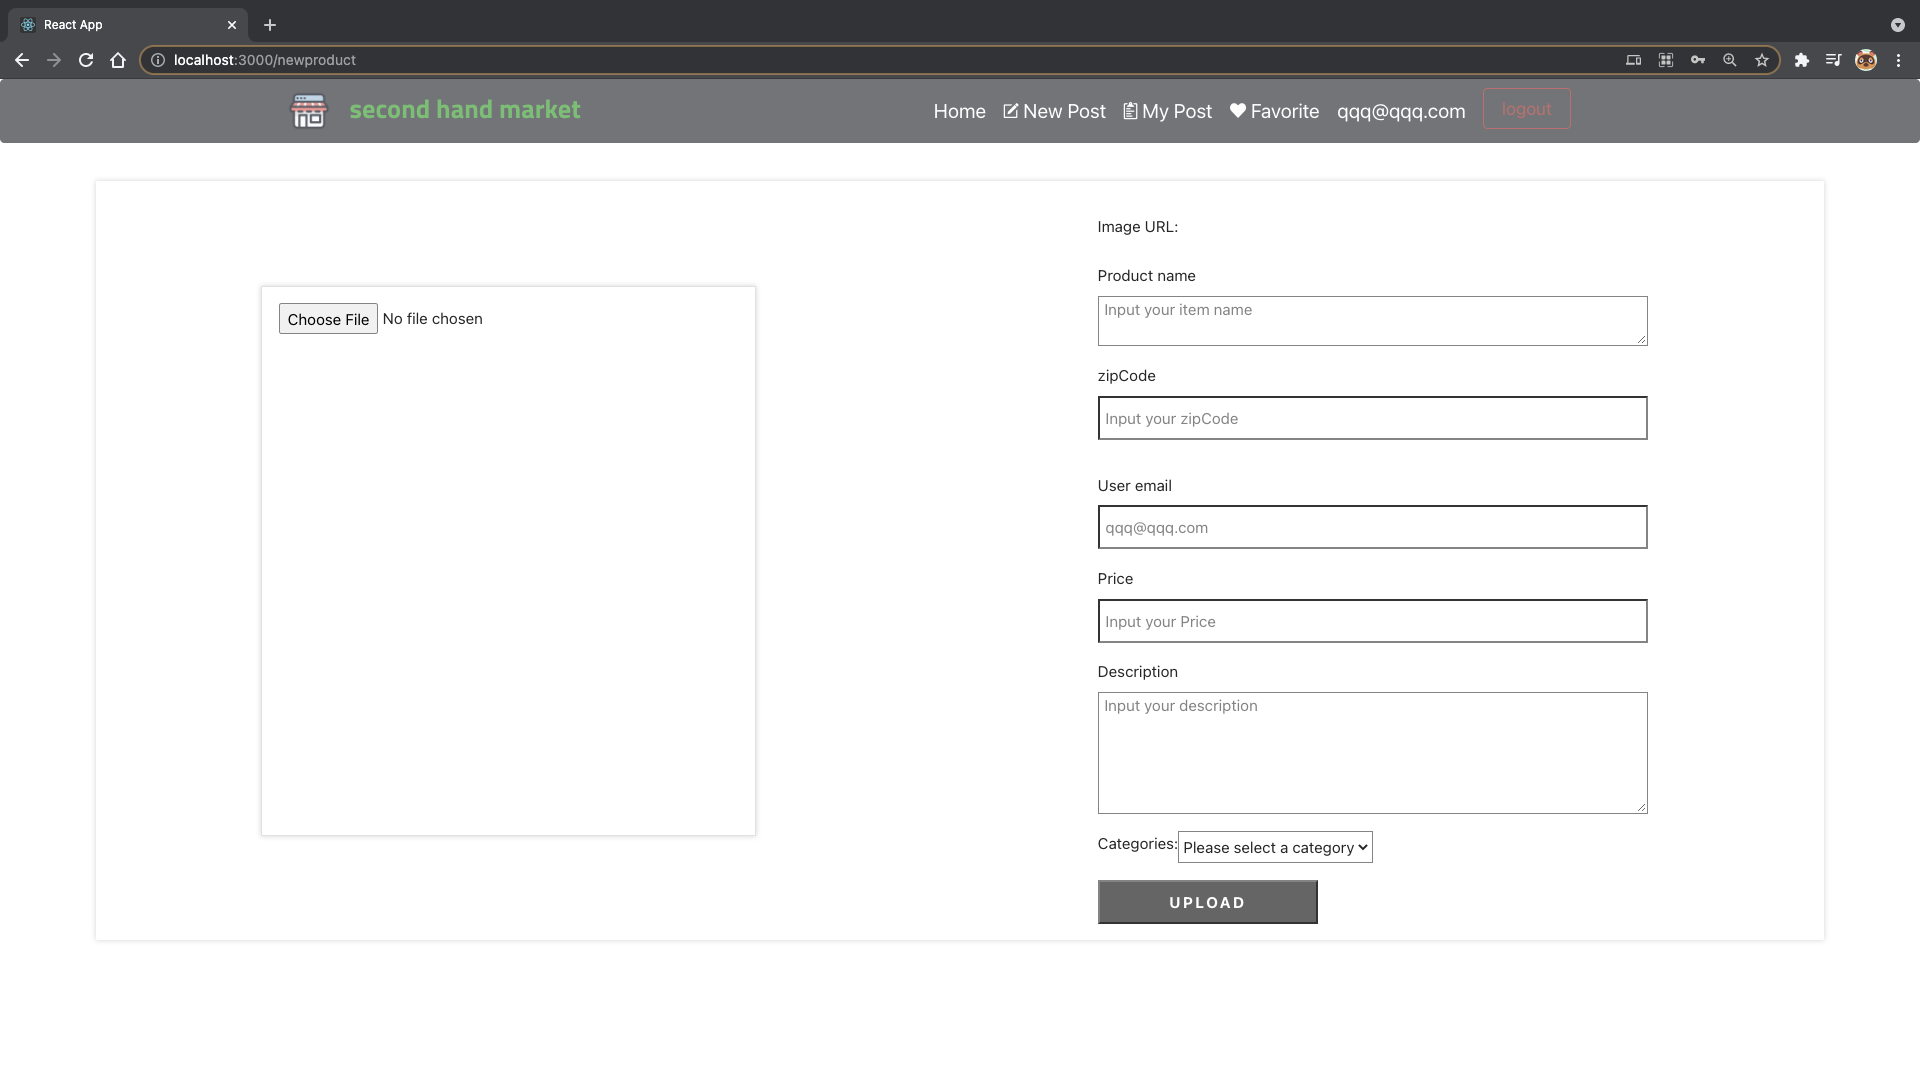 React App
localhost:3000/newproduct
second hand market
Home New Post My Post Favorite qqq@qqq.com logout
Image URL:
Product name
Choose File No file chosen
Input your item name
zipCode
Input your zipCode
User email
qqq@qqq.com
Price
Input your Price
Description
Input your description
Categories: Please select a category
UPLOAD